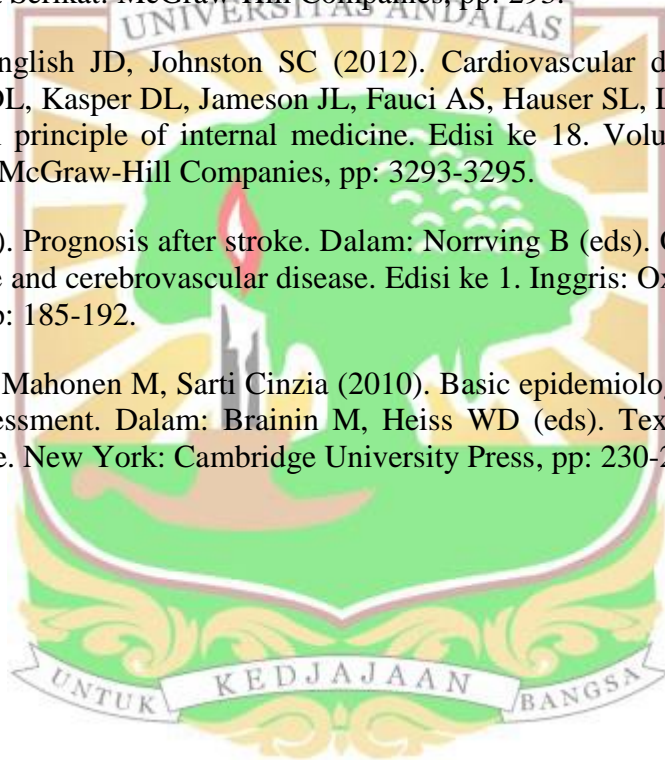 Serikat: McGraw-Hill Companies, pp: 293.
UNIVERSITAS ANDALAS
nglish JD, Johnston SC (2012). Cardiovascular d
DL, Kasper DL, Jameson JL, Fauci AS, Hauser SL, L
principle of internal medicine. Edisi ke 18. Volu
McGraw-Hill Companies, pp: 3293-3295.
). Prognosis after stroke. Dalam: Norrving B (eds). O
e and cerebrovascular disease. Edisi ke 1. Inggris: Ox
p: 185-192.
Mahonen M, Sarti Cinzia (2010). Basic epidemiolog
essment. Dalam: Brainin M, Heiss WD (eds). Tex
e. New York: Cambridge University Press, pp: 230-2
UNTUK KEDJAJAAN BANGSA